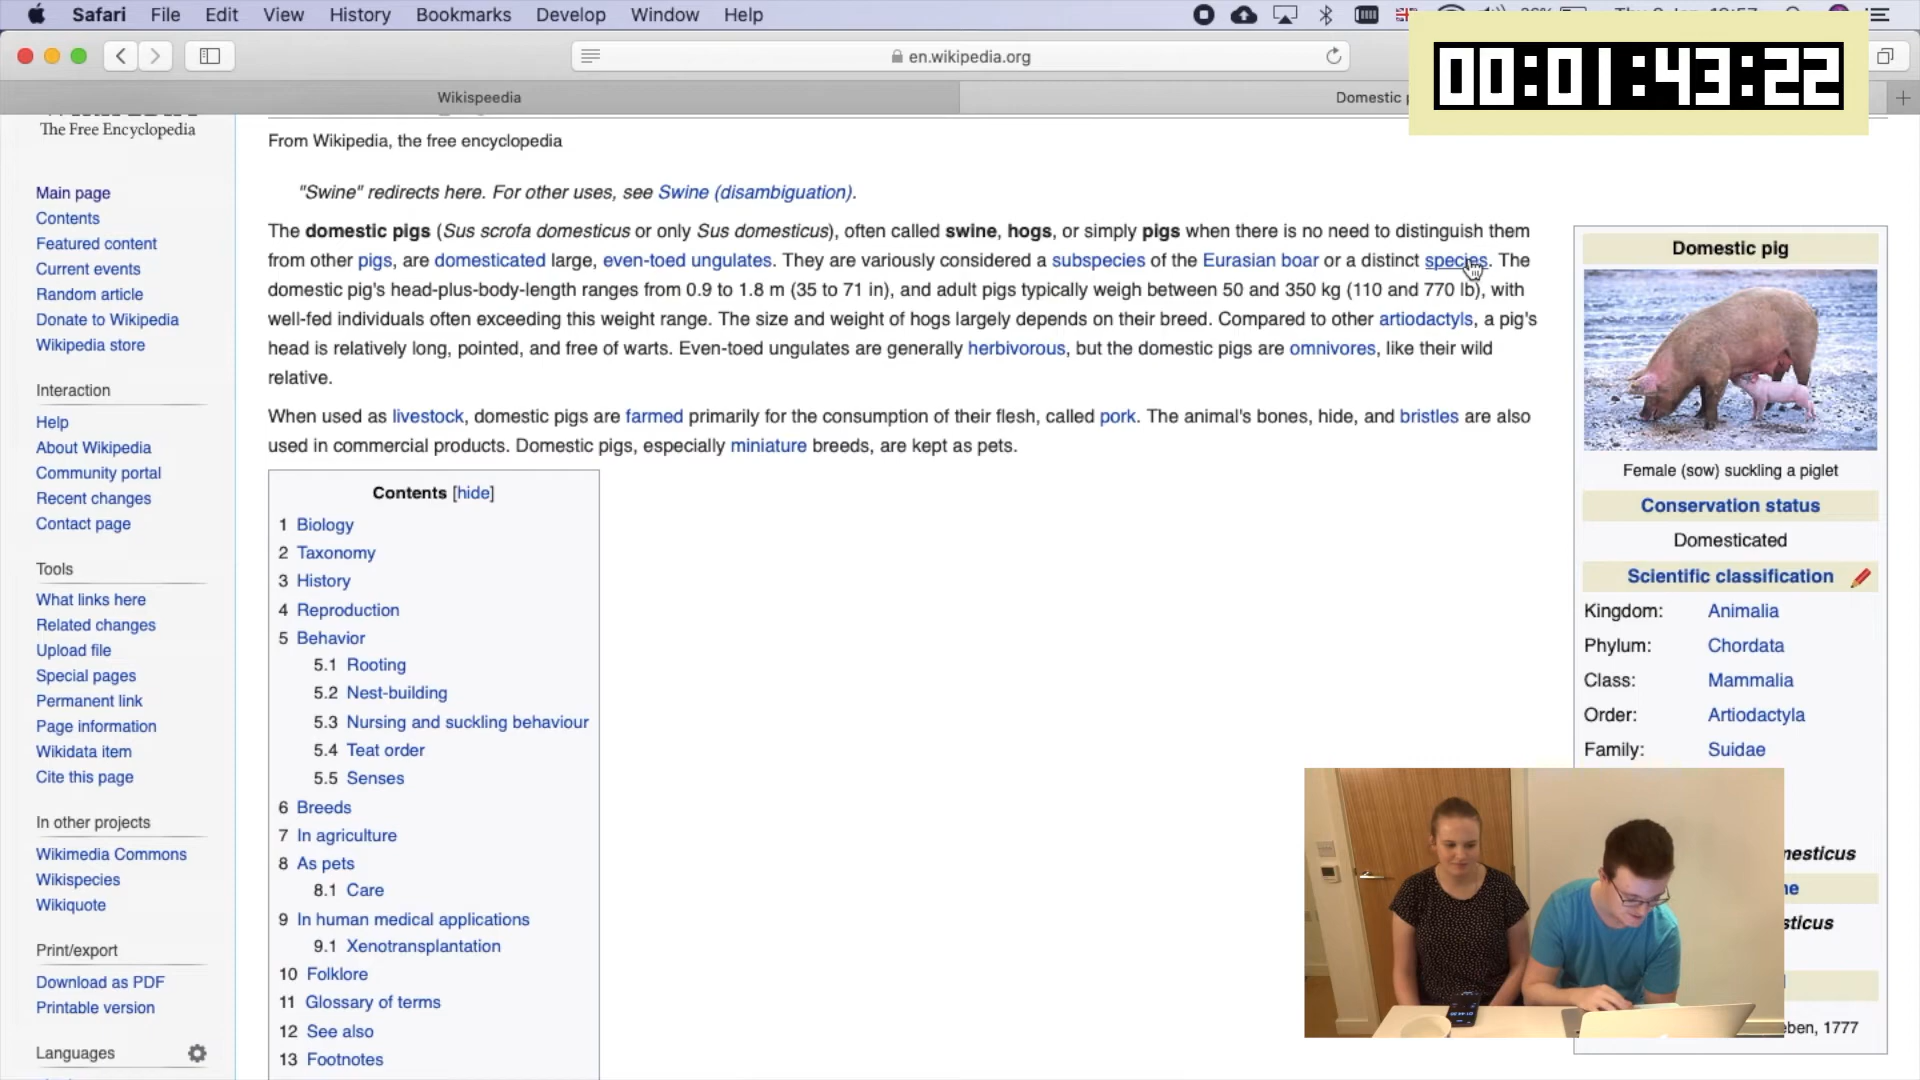 Safari File Edit View History Bookmarks Develop Window Help
en.wikipedia.org
00:01:43:22
Wikispeedia
Domestic
The Free Encyclopedia
Main page
Contents
Featured content
Current events
Random article
Donate to Wikipedia
Wikipedia store
Interaction
Help
About Wikipedia
Community portal
Recent changes
Contact page
Tools
What links here
Related changes
Upload file
Special pages
Permanent link
Page information
Wikidata item
Cite this page
In other projects
Wikimedia Commons
Wikispecies
Wikiquote
Print/export
Download as PDF
Printable version
Languages
From Wikipedia, the free encyclopedia
"Swine" redirects here. For other uses, see Swine (disambiguation).
The domestic pigs (Sus scrofa domesticus or only Sus domesticus), often called swine, hogs, or simply pigs when there is no need to distinguish them
from other pigs, are domesticated large, even-toed ungulates. They are variously considered a subspecies of the Eurasian boar or a distinct species. The
domestic pig's head-plus-body-length ranges from 0.9 to 1.8 m (35 to 71 in), and adult pigs typically weigh between 50 and 350 kg (110 and 770 lb), with
well-fed individuals often exceeding this weight range. The size and weight of hogs largely depends on their breed. Compared to other artiodactyls, a pig's
head is relatively long, pointed, and free of warts. Even-toed ungulates are generally herbivorous, but the domestic pigs are omnivores, like their wild
relative.
When used as livestock, domestic pigs are farmed primarily for the consumption of their flesh, called pork. The animal's bones, hide, and bristles are also
used in commercial products. Domestic pigs, especially miniature breeds, are kept as pets.
Contents [hide]
1 Biology
2 Taxonomy
3 History
4 Reproduction
5 Behavior
5.1 Rooting
5.2 Nest-building
5.3 Nursing and suckling behaviour
5.4 Teat order
5.5 Senses
6 Breeds
7 In agriculture
8 As pets
8.1 Care
9 In human medical applications
9.1 Xenotransplantation
10 Folklore
11 Glossary of terms
12 See also
13 Footnotes
Domestic pig
Female (sow) suckling a piglet
Conservation status
Domesticated
Scientific classification
Kingdom: Animalia
Phylum: Chordata
Class: Mammalia
Order: Artiodactyla
Family: Suidae
1777